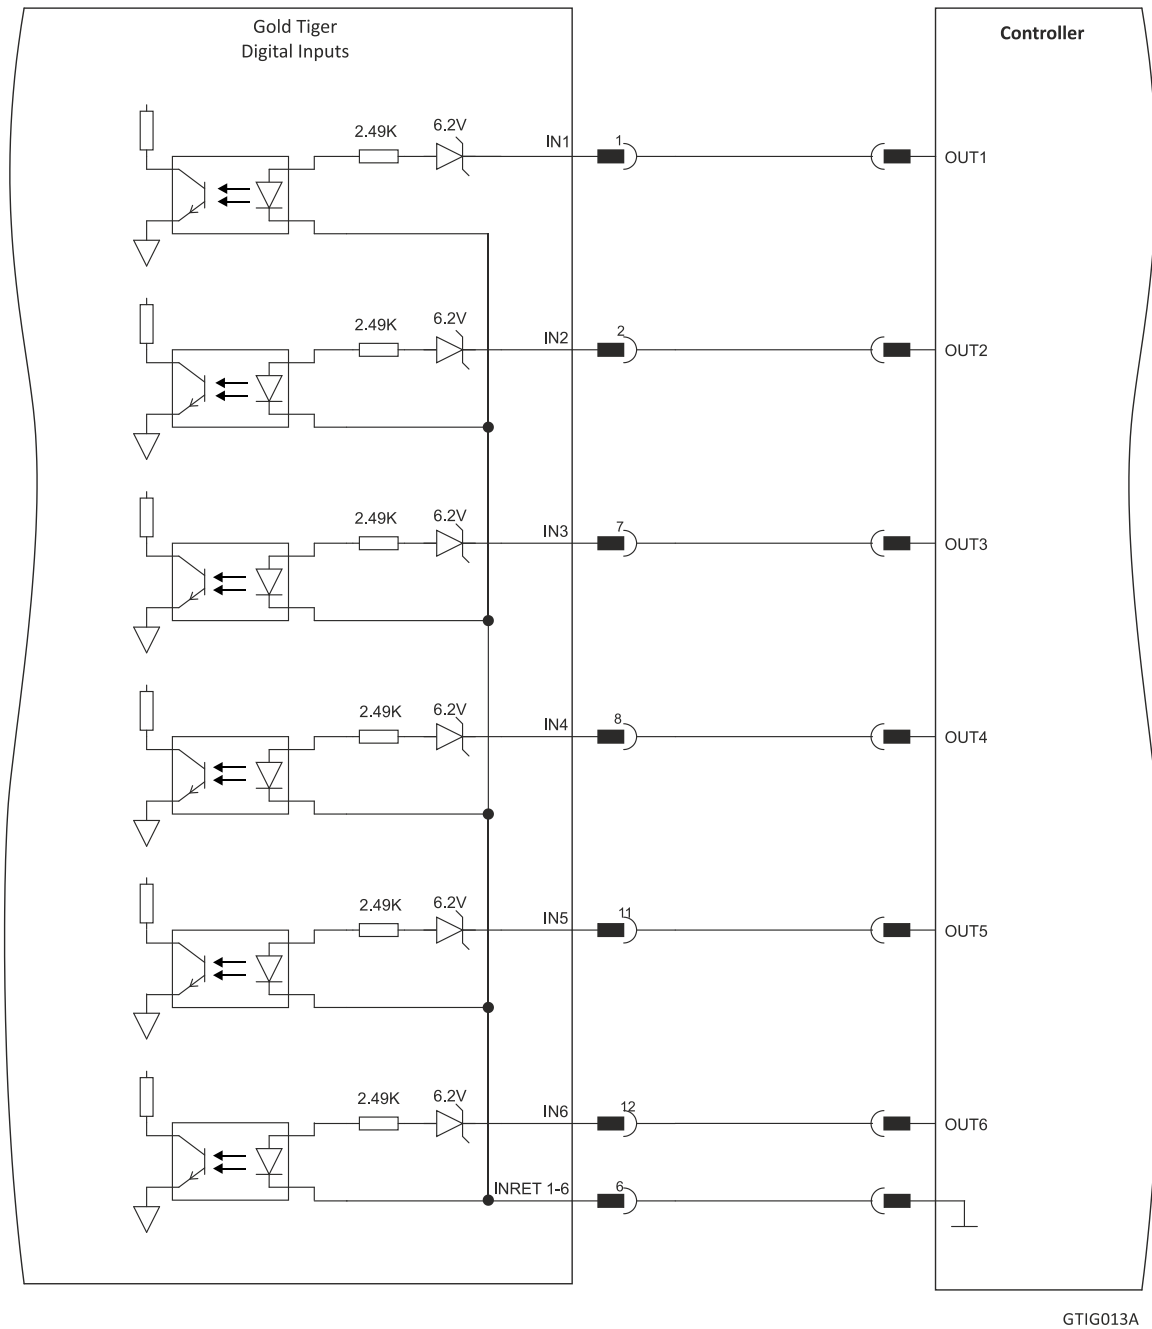 Gold Tiger
Digital Inputs
Controller
2.49K 6.2V IN1 1 OUT1
2.49K 6.2V IN2 2 OUT2
2.49K 6.2V IN3 7 OUT3
2.49K 6.2V IN4 8 OUT4
2.49K 6.2V IN5 11 OUT5
2.49K 6.2V IN6 12 OUT6
INRET 1-6 6
GTIG013A